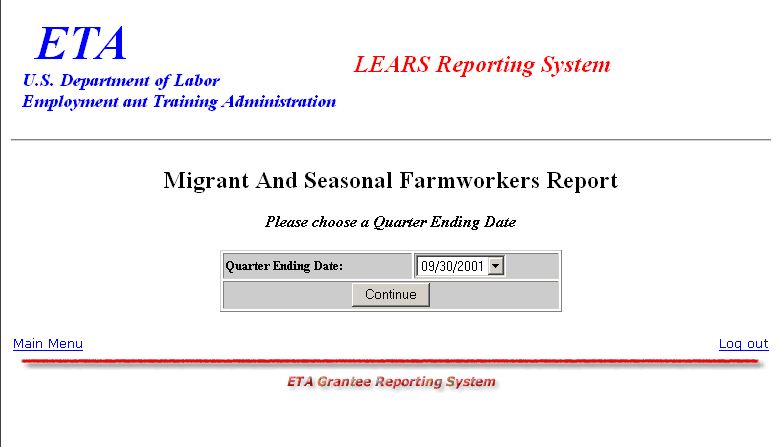 ETA
U.S. Department of Labor
Employment ant Training Administration
LEARS Reporting System
Migrant And Seasonal Farmworkers Report
Please choose a Quarter Ending Date
Quarter Ending Date: 09/30/2001
Continue
Main Menu Log out
ETA Grantee Reporting System